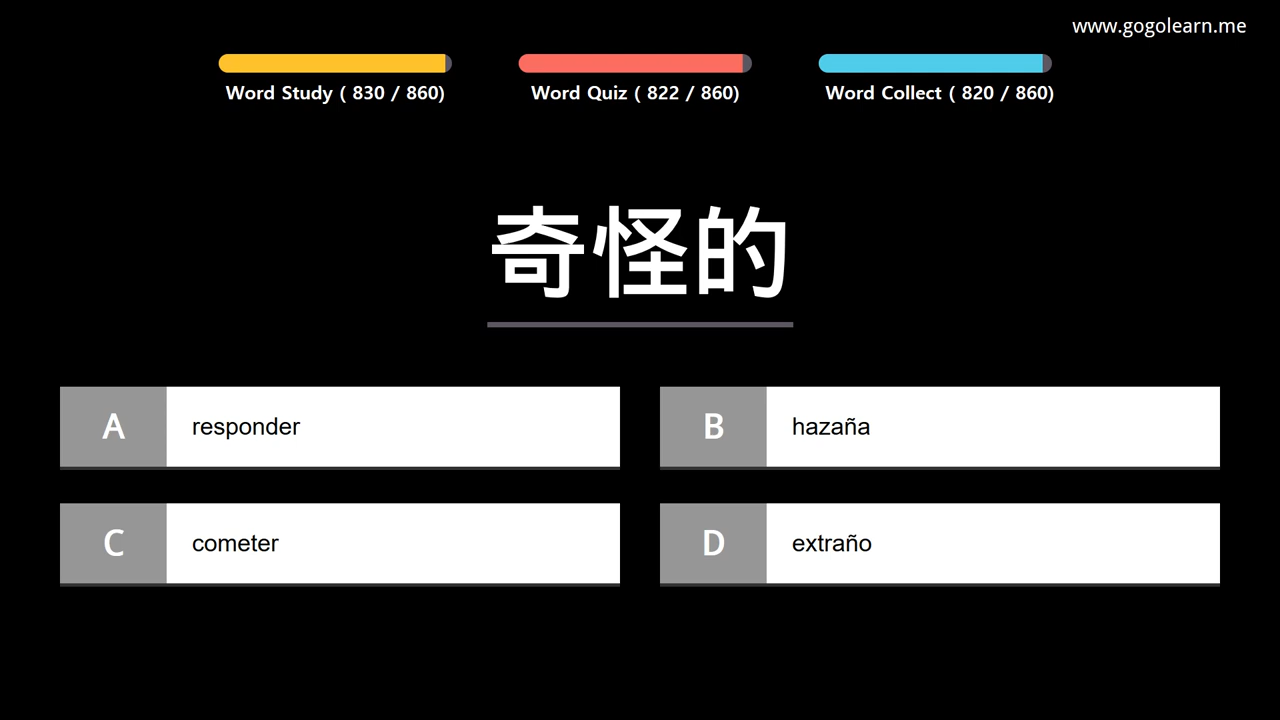 www.gogolearn.me
Word Study ( 830 / 860)
Word Quiz ( 822 / 860)
Word Collect ( 820 / 860)
奇怪的
A responder
B hazaña
C cometer
D extraño